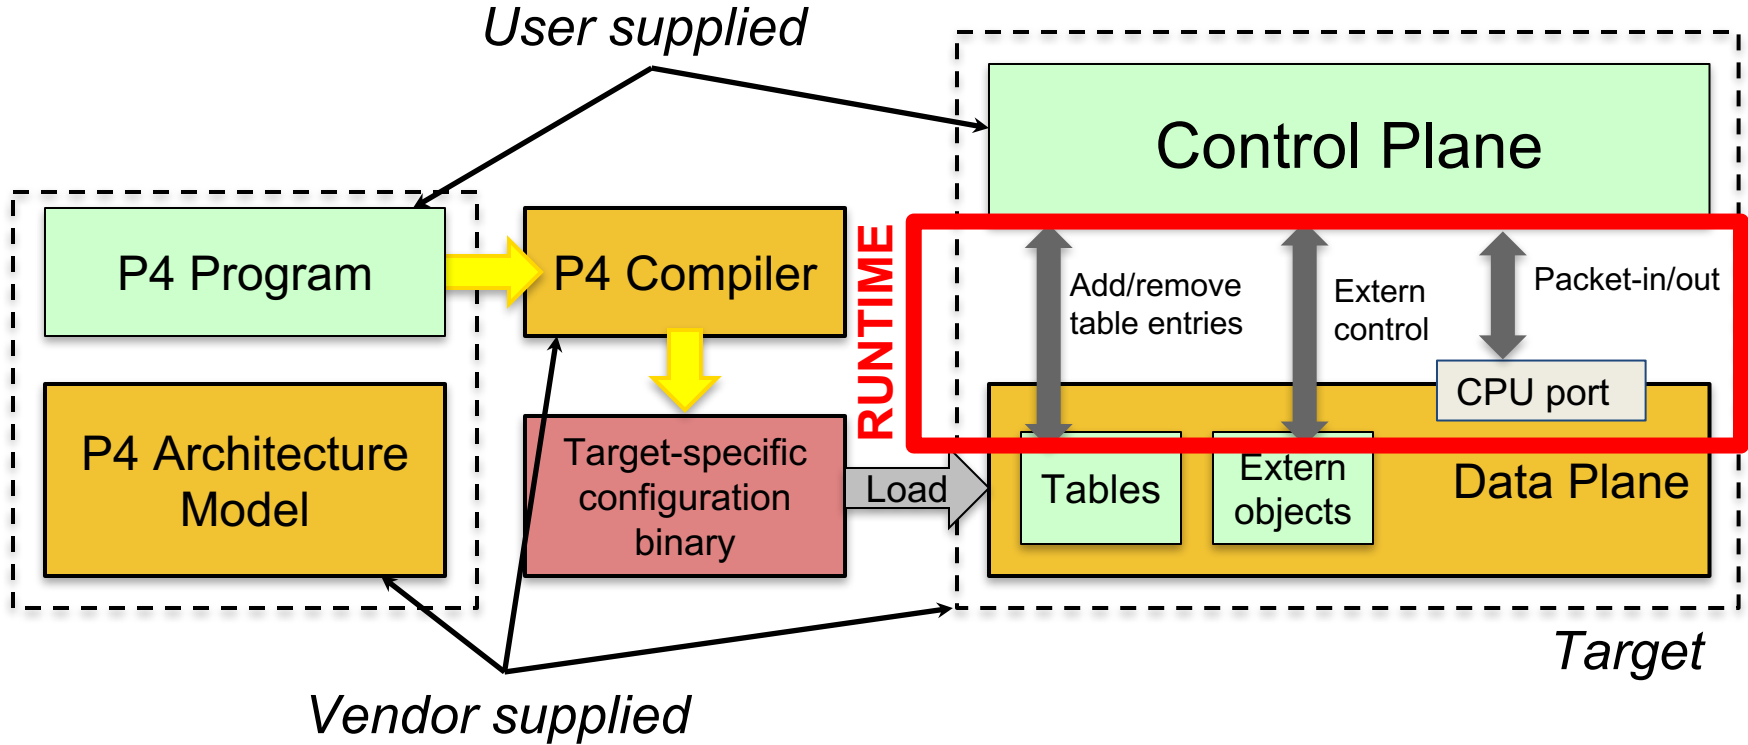 User supplied
Control Plane
P4 Program
P4 Compiler
RUNTIME
Add/remove
table entries
Extern
control
Packet-in/out
CPU port
P4 Architecture
Model
Target-specific
configuration
binary
Load
Tables
Extern
objects
Data Plane
Target
Vendor supplied